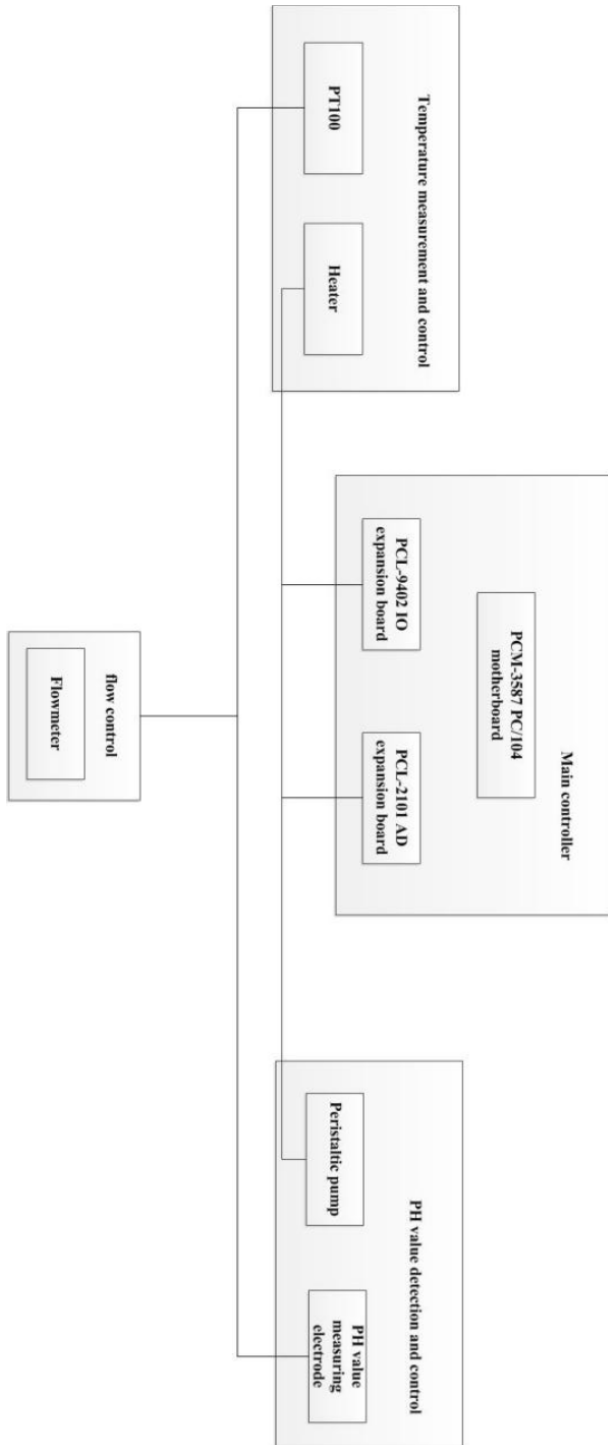 Temperature measurement and control
PT100
Heater
Main controller
PCM-3587 PC/104
motherboard
PCL-9402 IO
expansion board
PCL-2101 AD
expansion board
PH value detection and control
Peristaltic pump
PH value
measuring
electrode
flow control
Flowmeter